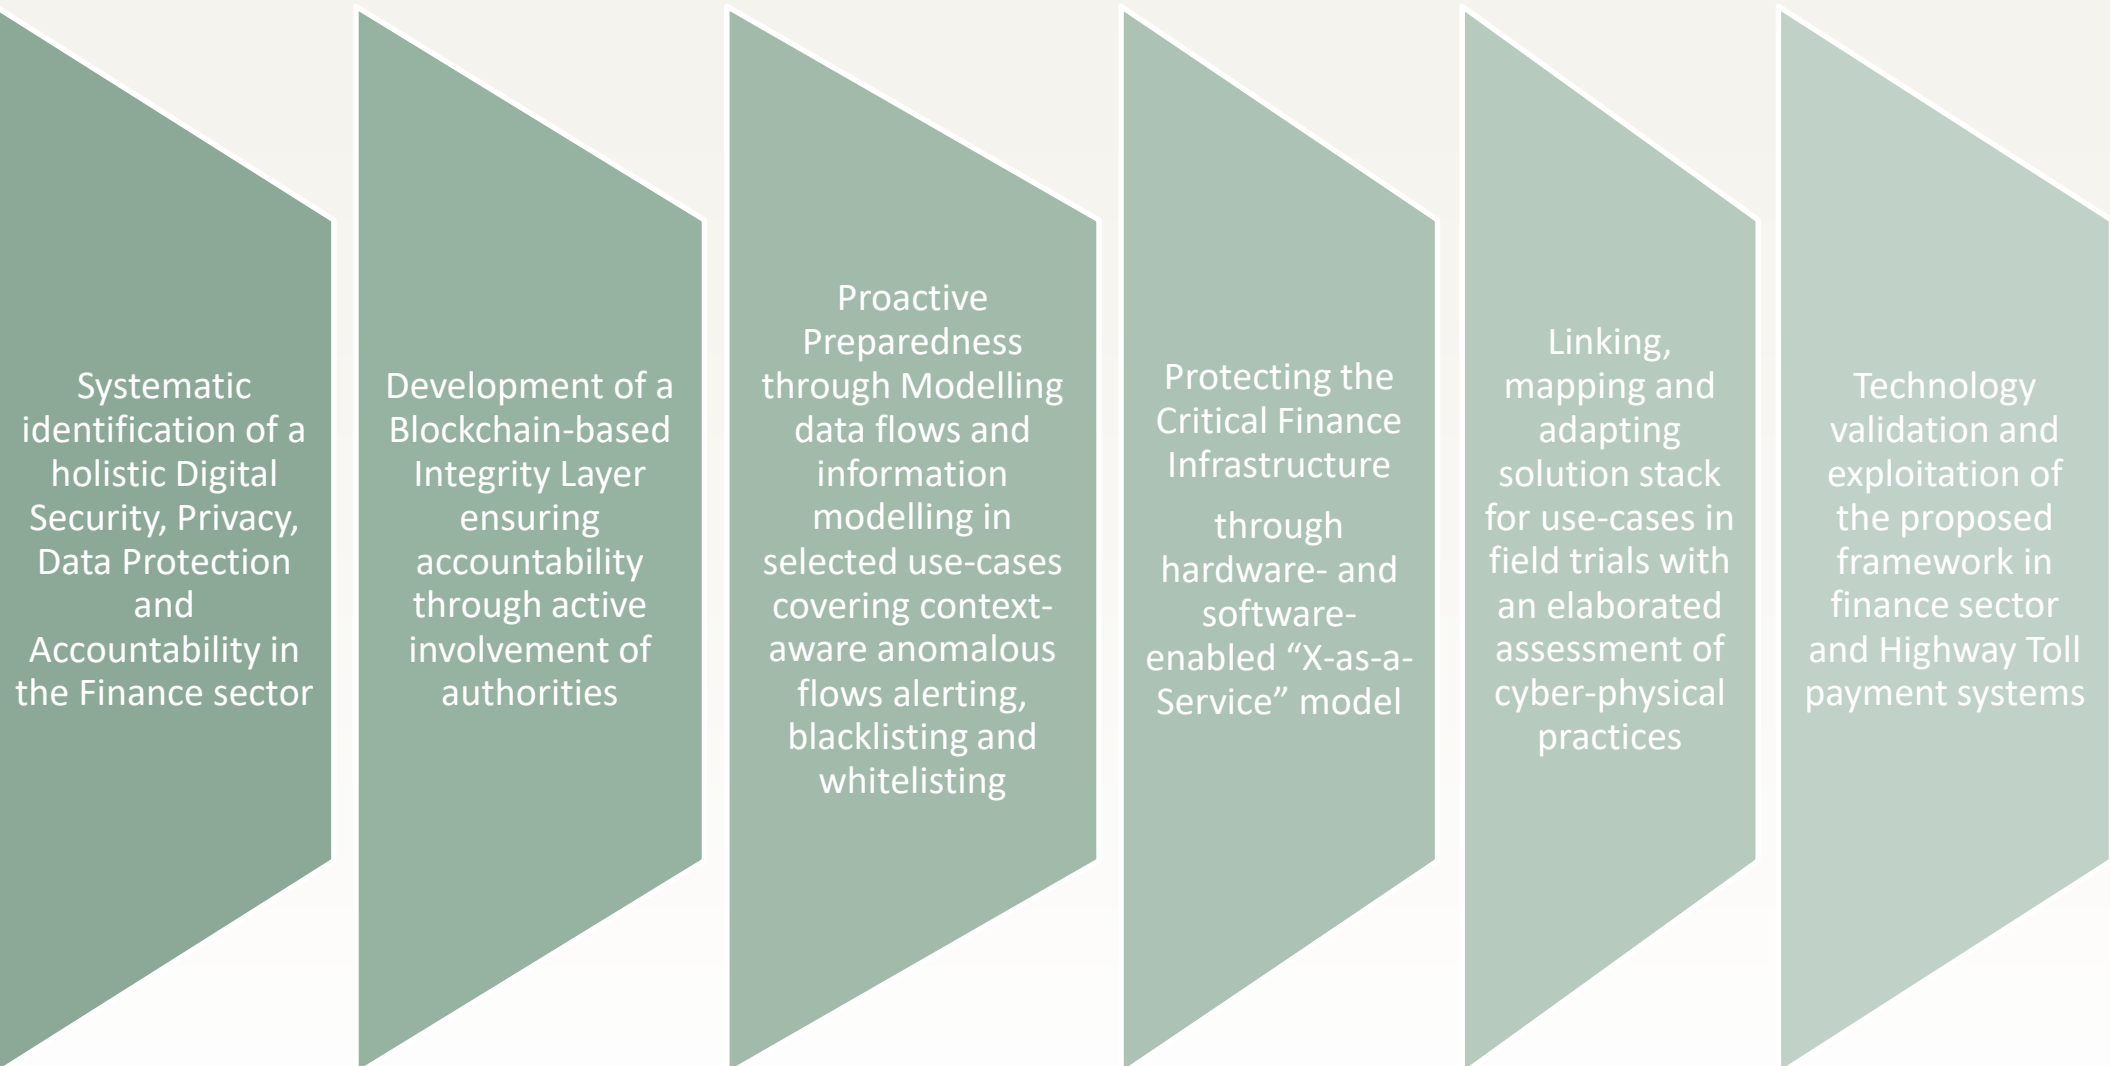 Systematic
identification of a
holistic Digital
Security, Privacy,
Data Protection
and
Accountability in
the Finance sector
Development of a
Blockchain-based
Integrity Layer
ensuring
accountability
through active
involvement of
authorities
Proactive
Preparedness
through Modelling
data flows and
information
modelling in
selected use-cases
covering context-
aware anomalous
flows alerting,
blacklisting and
whitelisting
Protecting the
Critical Finance
Infrastructure
through
hardware- and
software-
enabled “X-as-a-
Service” model
Linking,
mapping and
adapting
solution stack
for use-cases in
field trials with
an elaborated
assessment of
cyber-physical
practices
Technology
validation and
exploitation of
the proposed
framework in
finance sector
and Highway Toll
payment systems